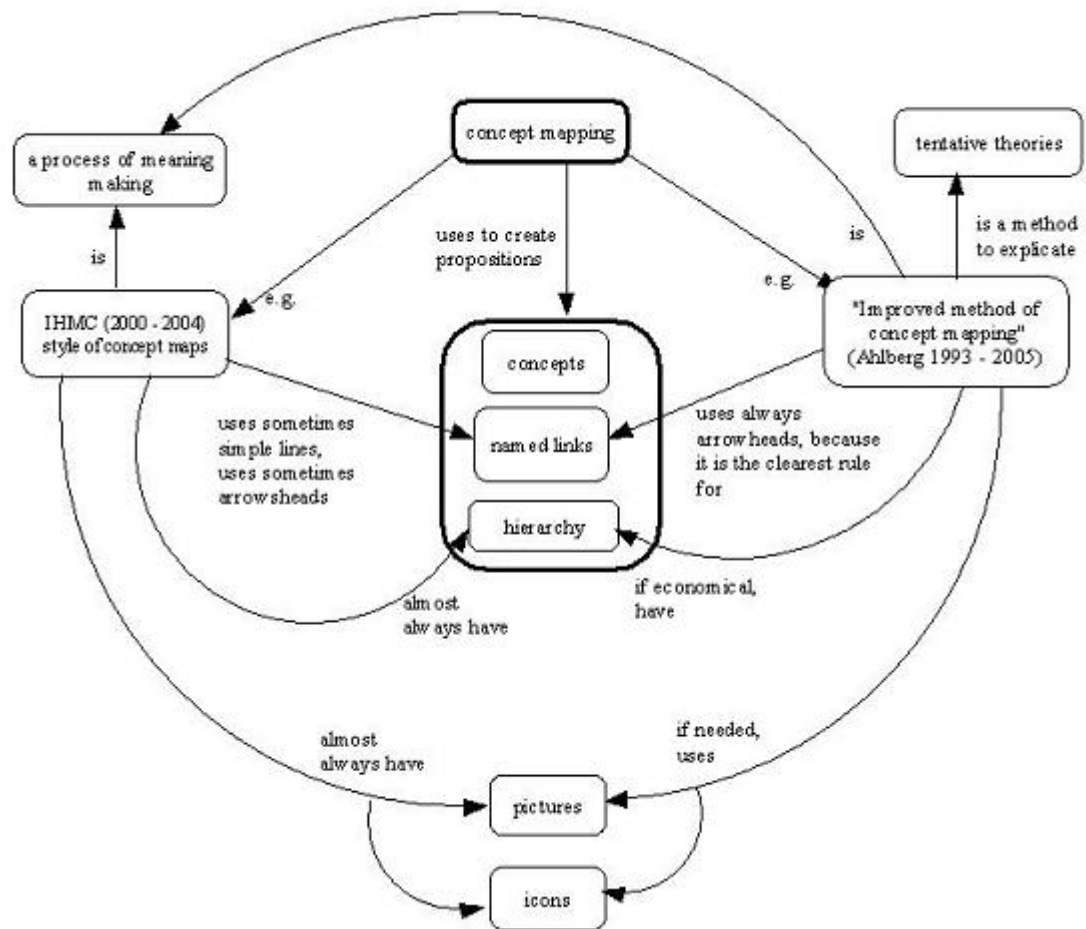 concept mapping
tentative theories
a process of meaning
making
uses to create
propositions
is
is a method
to explicate
is
e.g.
e.g.
IHMC (2000 - 2004)
style of concept maps
"Improved method of
concept mapping"
(Ahlberg 1993 - 2005)
concepts
named links
hierarchy
uses sometimes
simple lines,
uses sometimes
arrowsheads
uses always
arrowheads, because
it is the clearest rule
for
almost
always have
if economical,
have
almost
always have
if needed,
uses
pictures
icons